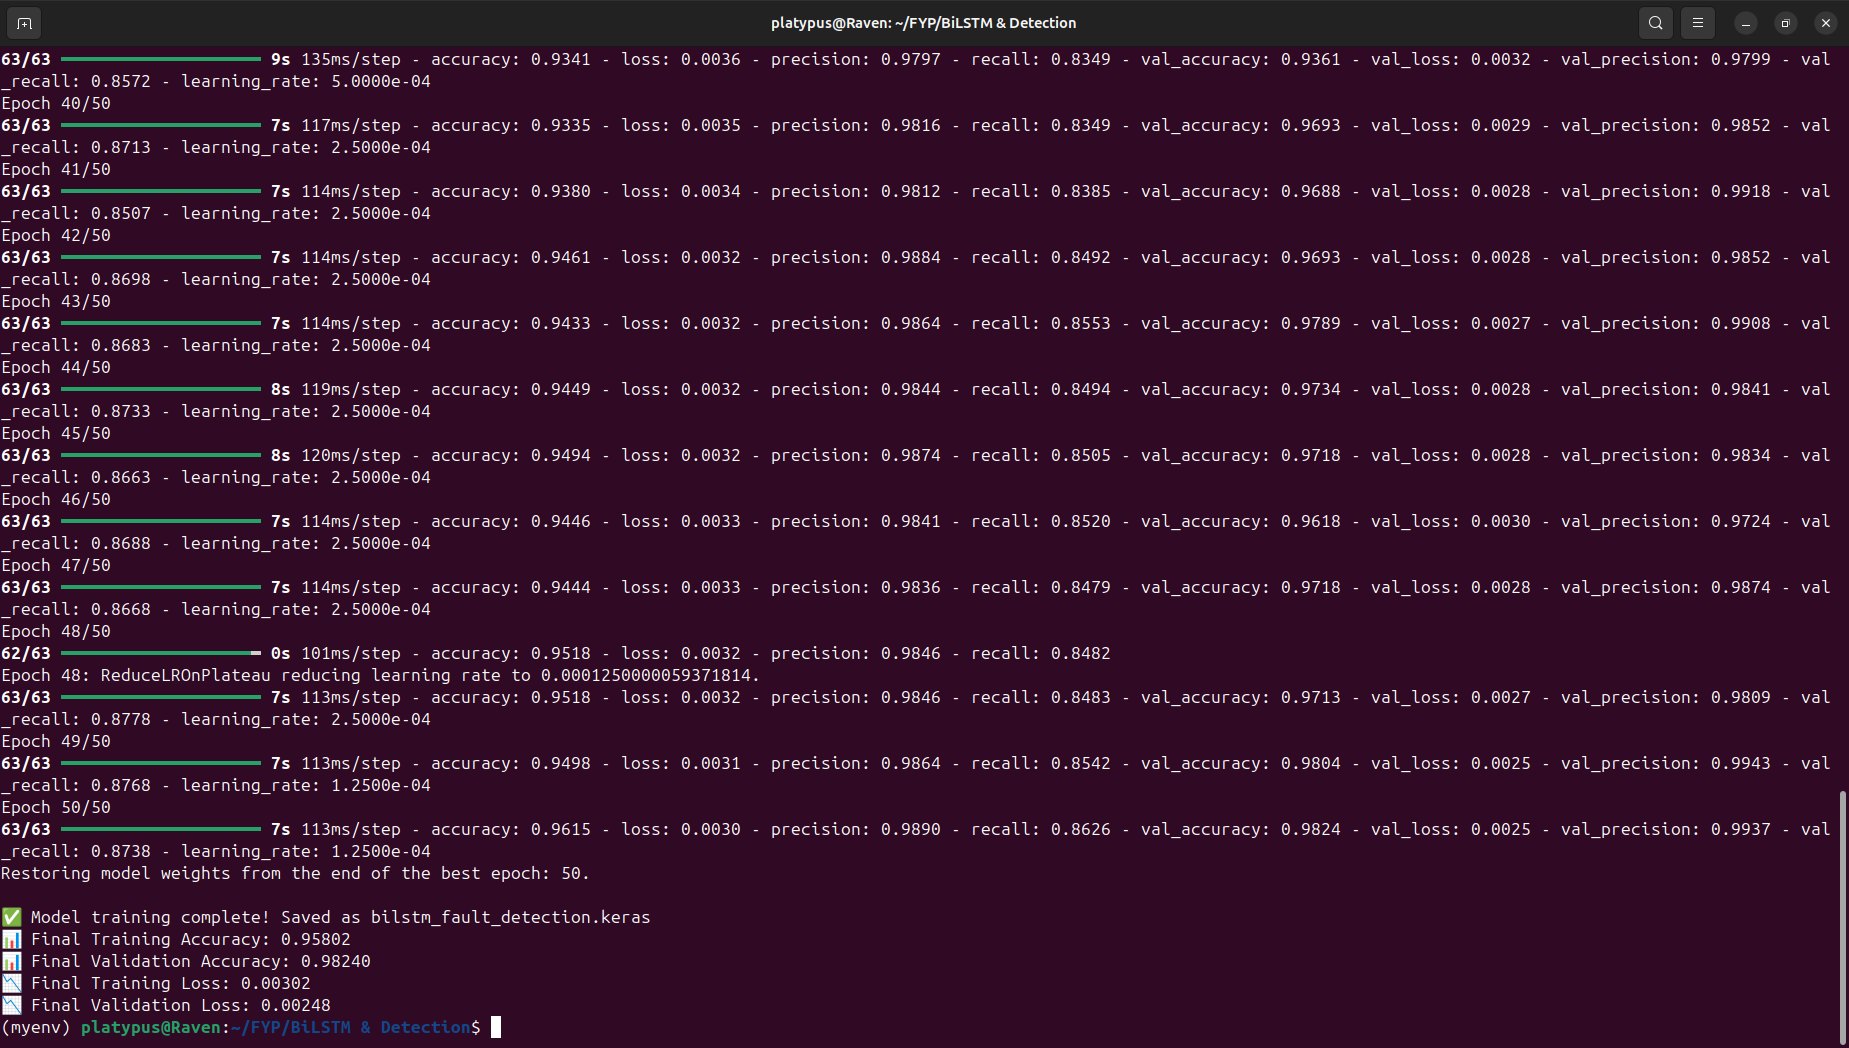 platypus@Raven: ~/FYP/BiLSTM & Detection
63/63 9s 135ms/step - accuracy: 0.9341 - loss: 0.0036 - precision: 0.9797 - recall: 0.8349 - val_accuracy: 0.9361 - val_loss: 0.0032 - val_precision: 0.9799 - val
_recall: 0.8572 - learning_rate: 5.0000e-04
Epoch 40/50
63/63 7s 117ms/step - accuracy: 0.9335 - loss: 0.0035 - precision: 0.9816 - recall: 0.8349 - val_accuracy: 0.9693 - val_loss: 0.0029 - val_precision: 0.9852 - val
_recall: 0.8713 - learning_rate: 2.5000e-04
Epoch 41/50
63/63 7s 114ms/step - accuracy: 0.9380 - loss: 0.0034 - precision: 0.9812 - recall: 0.8385 - val_accuracy: 0.9688 - val_loss: 0.0028 - val_precision: 0.9918 - val
_recall: 0.8507 - learning_rate: 2.5000e-04
Epoch 42/50
63/63 7s 114ms/step - accuracy: 0.9461 - loss: 0.0032 - precision: 0.9884 - recall: 0.8492 - val_accuracy: 0.9693 - val_loss: 0.0028 - val_precision: 0.9852 - val
_recall: 0.8698 - learning_rate: 2.5000e-04
Epoch 43/50
63/63 7s 114ms/step - accuracy: 0.9433 - loss: 0.0032 - precision: 0.9864 - recall: 0.8553 - val_accuracy: 0.9789 - val_loss: 0.0027 - val_precision: 0.9908 - val
_recall: 0.8683 - learning_rate: 2.5000e-04
Epoch 44/50
63/63 8s 119ms/step - accuracy: 0.9449 - loss: 0.0032 - precision: 0.9844 - recall: 0.8494 - val_accuracy: 0.9734 - val_loss: 0.0028 - val_precision: 0.9841 - val
_recall: 0.8733 - learning_rate: 2.5000e-04
Epoch 45/50
63/63 8s 120ms/step - accuracy: 0.9494 - loss: 0.0032 - precision: 0.9874 - recall: 0.8505 - val_accuracy: 0.9718 - val_loss: 0.0028 - val_precision: 0.9834 - val
_recall: 0.8663 - learning_rate: 2.5000e-04
Epoch 46/50
63/63 7s 114ms/step - accuracy: 0.9446 - loss: 0.0033 - precision: 0.9841 - recall: 0.8520 - val_accuracy: 0.9618 - val_loss: 0.0030 - val_precision: 0.9724 - val
_recall: 0.8688 - learning_rate: 2.5000e-04
Epoch 47/50
63/63 7s 114ms/step - accuracy: 0.9444 - loss: 0.0033 - precision: 0.9836 - recall: 0.8479 - val_accuracy: 0.9718 - val_loss: 0.0028 - val_precision: 0.9874 - val
_recall: 0.8668 - learning_rate: 2.5000e-04
Epoch 48/50
62/63 0s 101ms/step - accuracy: 0.9518 - loss: 0.0032 - precision: 0.9846 - recall: 0.8482
Epoch 48: ReduceLROnPlateau reducing learning rate to 0.0001250000059371814.
63/63 7s 113ms/step - accuracy: 0.9518 - loss: 0.0032 - precision: 0.9846 - recall: 0.8483 - val_accuracy: 0.9713 - val_loss: 0.0027 - val_precision: 0.9809 - val
_recall: 0.8778 - learning_rate: 2.5000e-04
Epoch 49/50
63/63 7s 113ms/step - accuracy: 0.9498 - loss: 0.0031 - precision: 0.9864 - recall: 0.8542 - val_accuracy: 0.9804 - val_loss: 0.0025 - val_precision: 0.9943 - val
_recall: 0.8768 - learning_rate: 1.2500e-04
Epoch 50/50
63/63 7s 113ms/step - accuracy: 0.9615 - loss: 0.0030 - precision: 0.9890 - recall: 0.8626 - val_accuracy: 0.9824 - val_loss: 0.0025 - val_precision: 0.9937 - val
_recall: 0.8738 - learning_rate: 1.2500e-04
Restoring model weights from the end of the best epoch: 50.
✅ Model training complete! Saved as bilstm_fault_detection.keras
📊 Final Training Accuracy: 0.95802
📊 Final Validation Accuracy: 0.98240
📉 Final Training Loss: 0.00302
📉 Final Validation Loss: 0.00248
(myenv) platypus@Raven:~/FYP/BiLSTM & Detection$